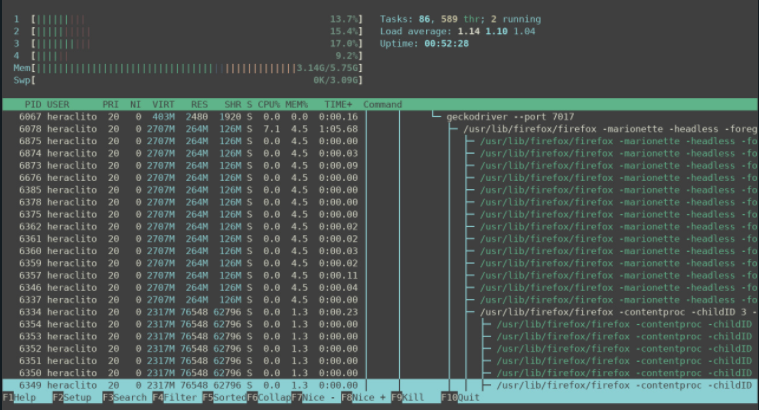 1 [|||||||||| 13.7%] Tasks: 86, 589 thr; 2 running
2 [||||||||||| 15.4%] Load average: 1.14 1.10 1.04
3 [||||||||||| 17.0%] Uptime: 00:52:28
4 [||||||| 9.2%]
Mem[||||||||||||||||||||||||||||||||||||||||||||||||||3.14G/5.75G]
Swp[ 0K/3.09G]
PID USER PRI NI VIRT RES SHR S CPU% MEM% TIME+ Command
6067 heraclito 20 0 403M 2480 1920 S 0.0 0.0 0:00.16 │ │ └─ geckodriver --port 7017
6078 heraclito 20 0 2707M 264M 126M S 7.1 4.5 1:05.68 │ │ ├─ /usr/lib/firefox/firefox -marionette -headless -foreg
6875 heraclito 20 0 2707M 264M 126M S 0.0 4.5 0:00.00 │ │ │ ├─ /usr/lib/firefox/firefox -marionette -headless -fo
6874 heraclito 20 0 2707M 264M 126M S 0.0 4.5 0:00.03 │ │ │ ├─ /usr/lib/firefox/firefox -marionette -headless -fo
6873 heraclito 20 0 2707M 264M 126M S 0.0 4.5 0:00.09 │ │ │ ├─ /usr/lib/firefox/firefox -marionette -headless -fo
6676 heraclito 20 0 2707M 264M 126M S 0.0 4.5 0:00.00 │ │ │ ├─ /usr/lib/firefox/firefox -marionette -headless -fo
6385 heraclito 20 0 2707M 264M 126M S 0.0 4.5 0:00.00 │ │ │ ├─ /usr/lib/firefox/firefox -marionette -headless -fo
6378 heraclito 20 0 2707M 264M 126M S 0.0 4.5 0:00.00 │ │ │ ├─ /usr/lib/firefox/firefox -marionette -headless -fo
6375 heraclito 20 0 2707M 264M 126M S 0.0 4.5 0:00.00 │ │ │ ├─ /usr/lib/firefox/firefox -marionette -headless -fo
6362 heraclito 20 0 2707M 264M 126M S 0.0 4.5 0:00.02 │ │ │ ├─ /usr/lib/firefox/firefox -marionette -headless -fo
6361 heraclito 20 0 2707M 264M 126M S 0.0 4.5 0:00.02 │ │ │ ├─ /usr/lib/firefox/firefox -marionette -headless -fo
6360 heraclito 20 0 2707M 264M 126M S 0.0 4.5 0:00.03 │ │ │ ├─ /usr/lib/firefox/firefox -marionette -headless -fo
6359 heraclito 20 0 2707M 264M 126M S 0.0 4.5 0:00.02 │ │ │ ├─ /usr/lib/firefox/firefox -marionette -headless -fo
6357 heraclito 20 0 2707M 264M 126M S 0.0 4.5 0:00.11 │ │ │ ├─ /usr/lib/firefox/firefox -marionette -headless -fo
6346 heraclito 20 0 2707M 264M 126M S 0.0 4.5 0:00.04 │ │ │ ├─ /usr/lib/firefox/firefox -marionette -headless -fo
6337 heraclito 20 0 2707M 264M 126M S 0.0 4.5 0:00.00 │ │ │ ├─ /usr/lib/firefox/firefox -marionette -headless -fo
6334 heraclito 20 0 2317M 76548 62796 S 0.0 1.3 0:00.23 │ │ │ ├─ /usr/lib/firefox/firefox -contentproc -childID 3 -
6354 heraclito 20 0 2317M 76548 62796 S 0.0 1.3 0:00.00 │ │ │ │ ├─ /usr/lib/firefox/firefox -contentproc -childID
6353 heraclito 20 0 2317M 76548 62796 S 0.0 1.3 0:00.00 │ │ │ │ ├─ /usr/lib/firefox/firefox -contentproc -childID
6352 heraclito 20 0 2317M 76548 62796 S 0.0 1.3 0:00.00 │ │ │ │ ├─ /usr/lib/firefox/firefox -contentproc -childID
6351 heraclito 20 0 2317M 76548 62796 S 0.0 1.3 0:00.00 │ │ │ │ ├─ /usr/lib/firefox/firefox -contentproc -childID
6350 heraclito 20 0 2317M 76548 62796 S 0.0 1.3 0:00.00 │ │ │ │ ├─ /usr/lib/firefox/firefox -contentproc -childID
6349 heraclito 20 0 2317M 76548 62796 S 0.0 1.3 0:00.00 │ │ │ │ ├─ /usr/lib/firefox/firefox -contentproc -childID
F1Help F2Setup F3Search F4Filter F5Sorted F6Collap F7Nice - F8Nice + F9Kill F10Quit